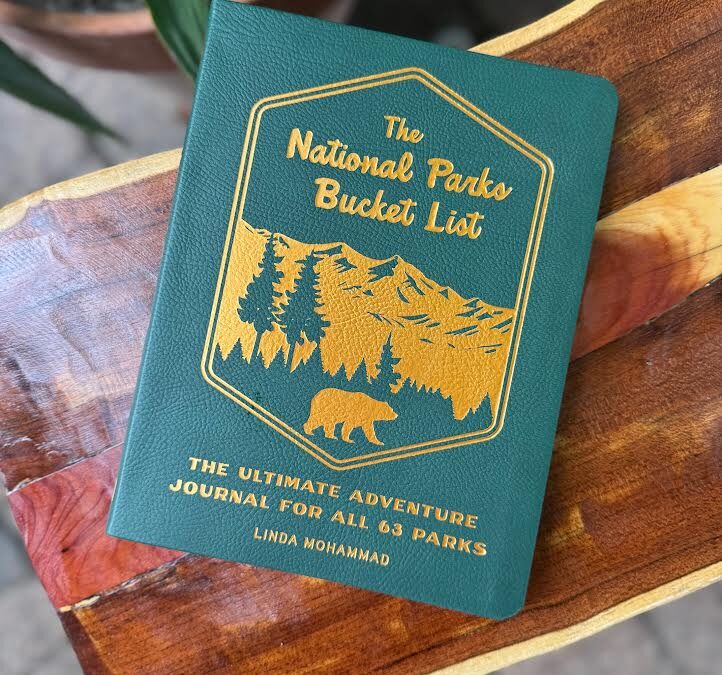 The
National Parks
Bucket List
THE ULTIMATE ADVENTURE
JOURNAL FOR ALL 63 PARKS
LINDA MOHAMMAD